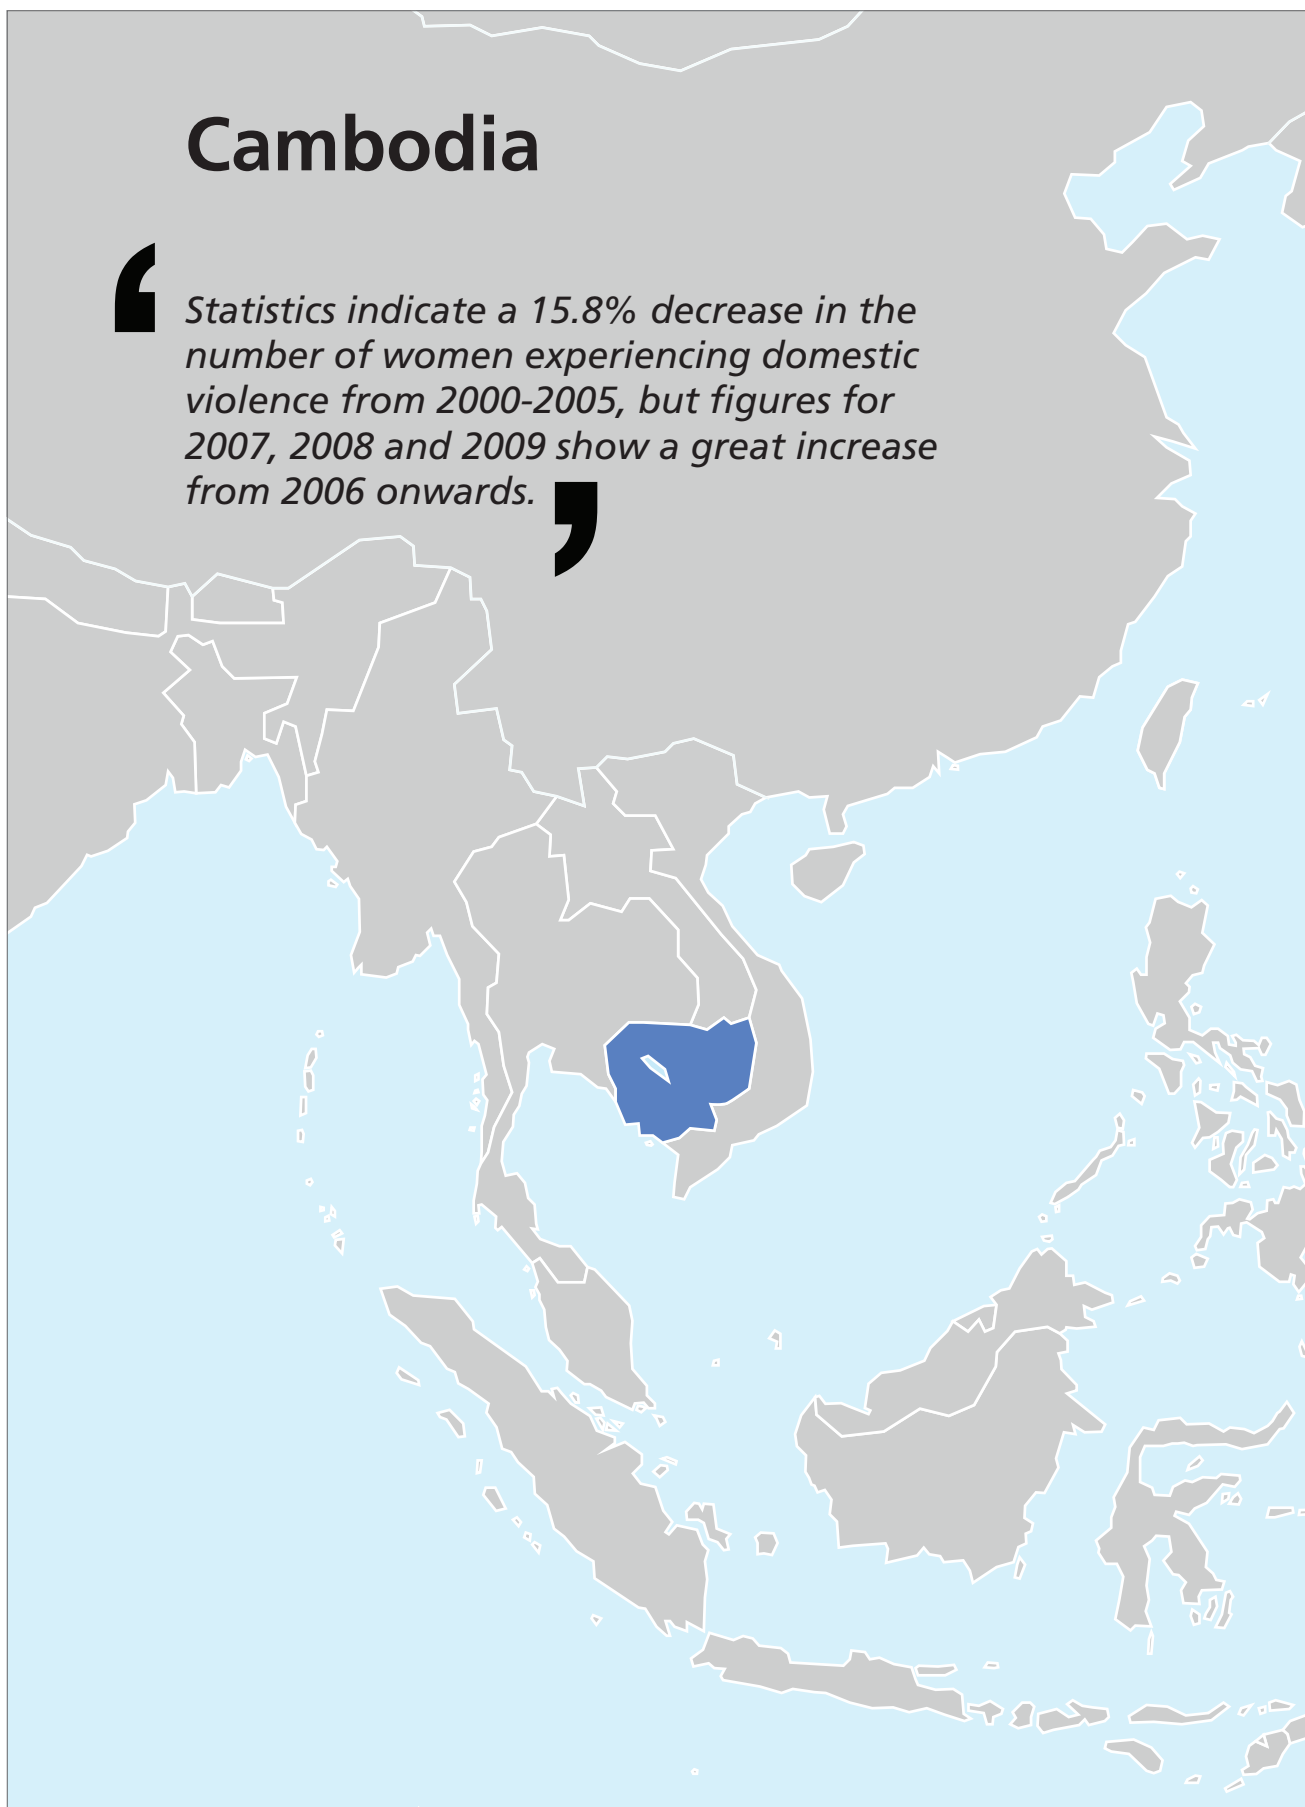 Cambodia
‘
Statistics indicate a 15.8% decrease in the
number of women experiencing domestic
violence from 2000-2005, but figures for
2007, 2008 and 2009 show a great increase
from 2006 onwards. ’